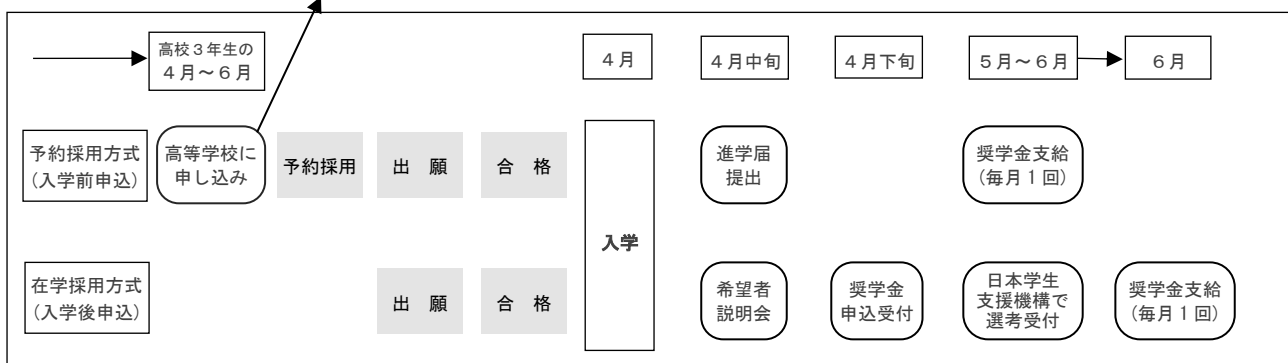 高校３年生の
４月～６月
４月
４月中旬
４月下旬
５月～６月
６月
予約採用方式
(入学前申込)
高等学校に
申し込み
予約採用
出　願
合　格
入学
進学届
提出
奨学金支給
(毎月１回)
在学採用方式
(入学後申込)
出　願
合　格
希望者
説明会
奨学金
申込受付
日本学生
支援機構で
選考受付
奨学金支給
(毎月１回)